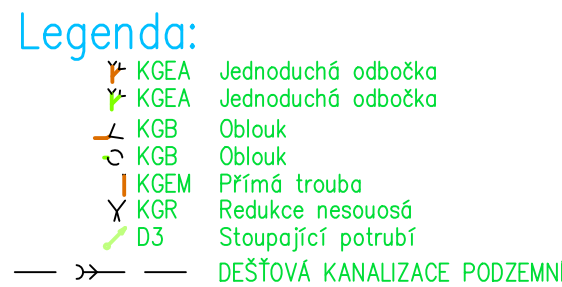 Legenda:
KGEA Jednoduchá odbočka
KGEA Jednoduchá odbočka
KGB Oblouk
KGB Oblouk
KGEM Přímá trouba
KGR Redukce nesouosá
D3 Stoupající potrubí
DEŠŤOVÁ KANALIZACE PODZEMNÍ